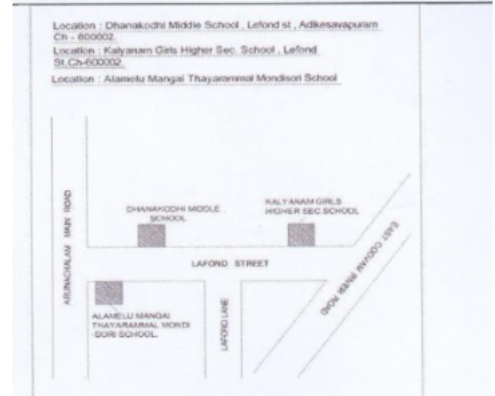 Location : Dhanakodhi Middle School , Lefond st , Adikesavapuram
Ch - 600002.
Location : Kalyanam Girls Higher Sec. School , Lefond
St.Ch-600002.
Location : Alamelu Mangai Thayarammal Mondisori School
ARUNACHALAM MAIN ROAD
DHANAKODHI MIDDLE
SCHOOL
KALYANAM GIRLS
HIGHER SEC.SCHOOL
LAFOND STREET
EAST COOVAM RIVER ROAD
LAFOND LANE
ALAMELU MANGAI
THAYARAMMAL MONDI
-SORI SCHOOL.